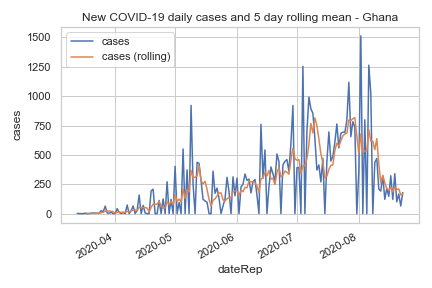 New COVID-19 daily cases and 5 day rolling mean - Ghana
cases
cases (rolling)
1500
1250
1000
750
500
250
0
cases
2020-04
2020-05
2020-06
2020-07
2020-08
dateRep